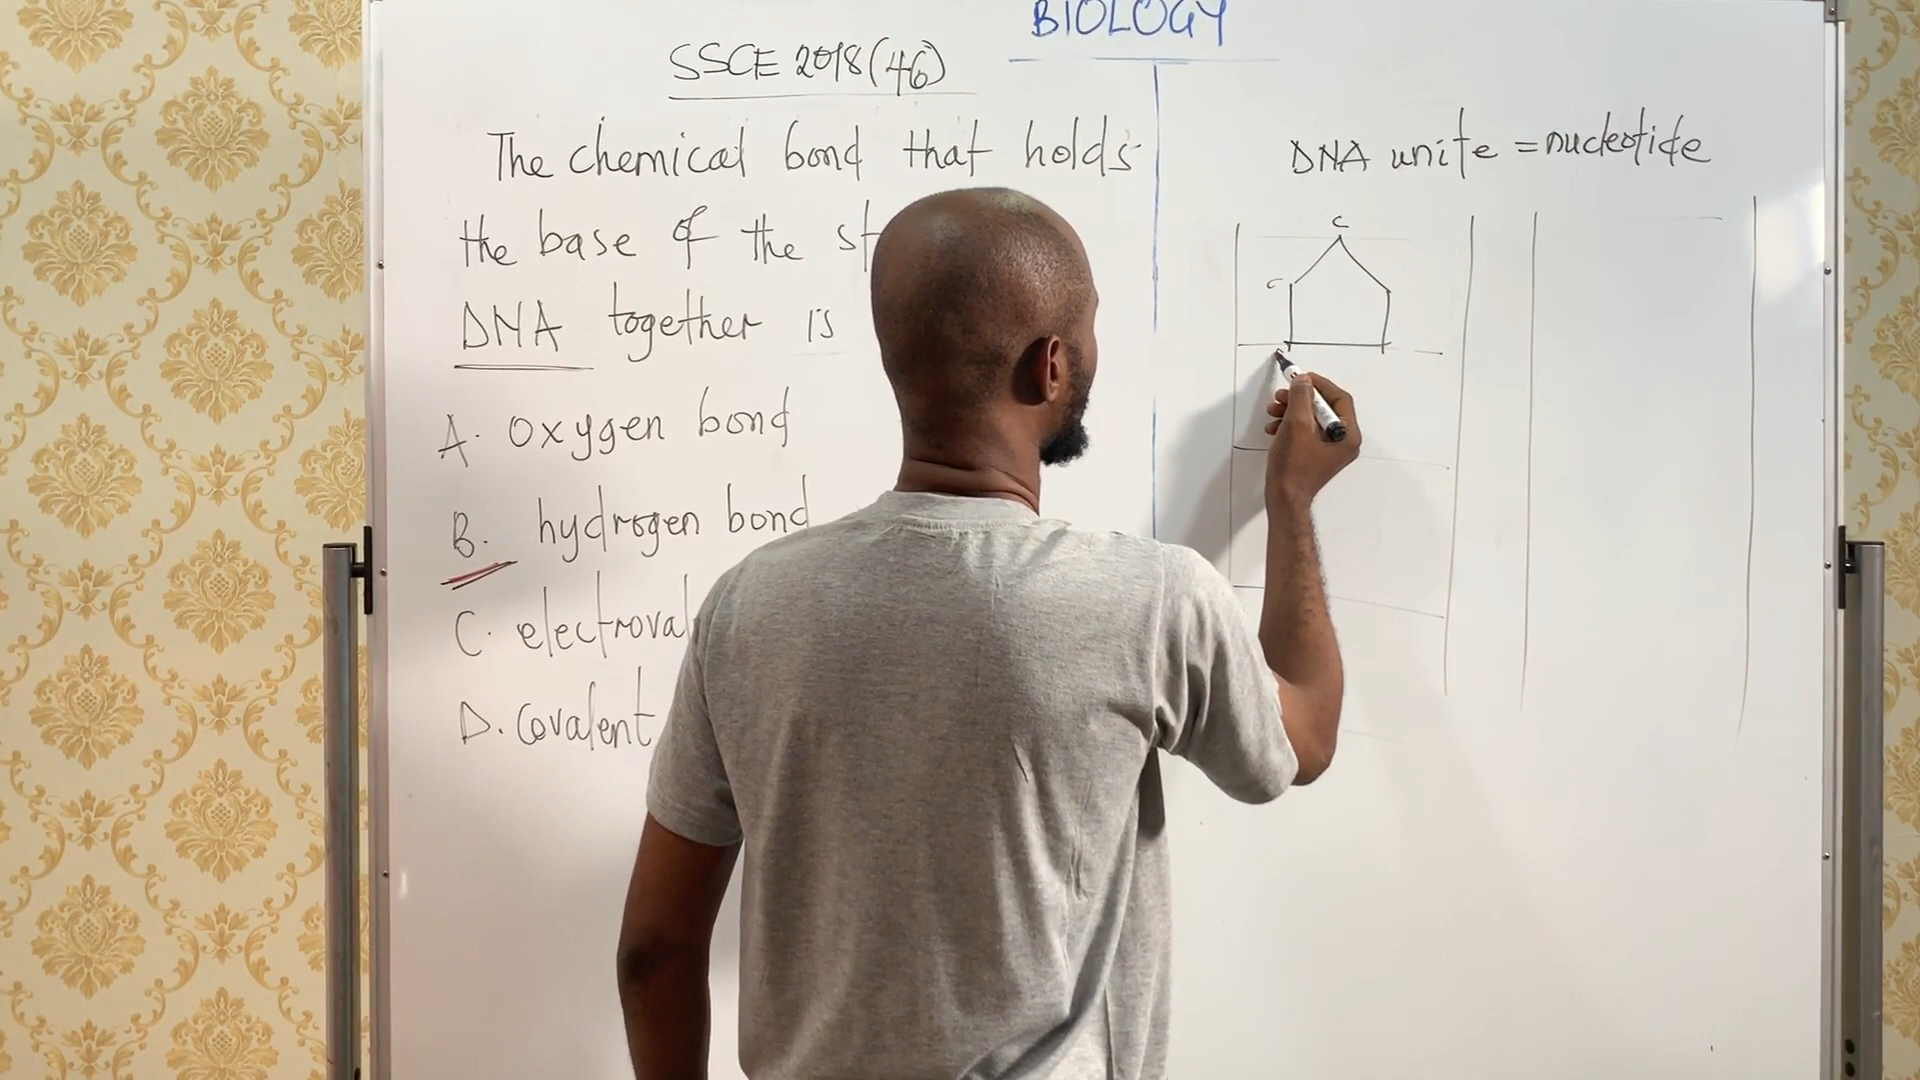 BIOLOGY
SSCE 2018 (46)
The chemical bond that holds
the base of the st
DNA together is
A. oxygen bond
B. hydrogen bond
C. electroval
D. covalent
DNA unite = nucleotide
C
C